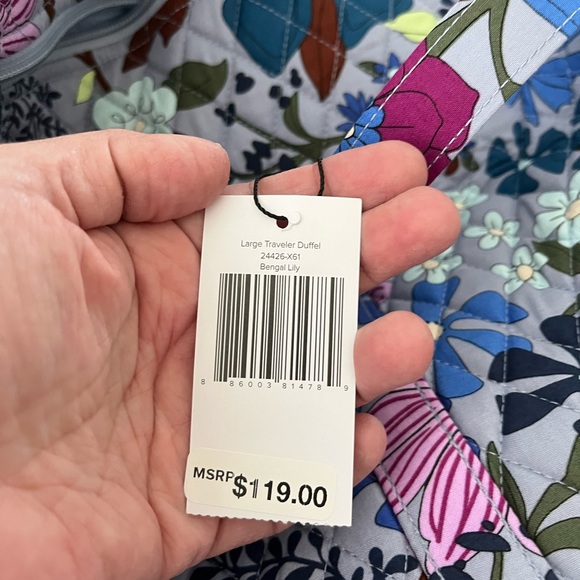 Large Traveler Duffel
24426-X61
Bengal Lily
8 86003 81478 9
MSRP $119.00